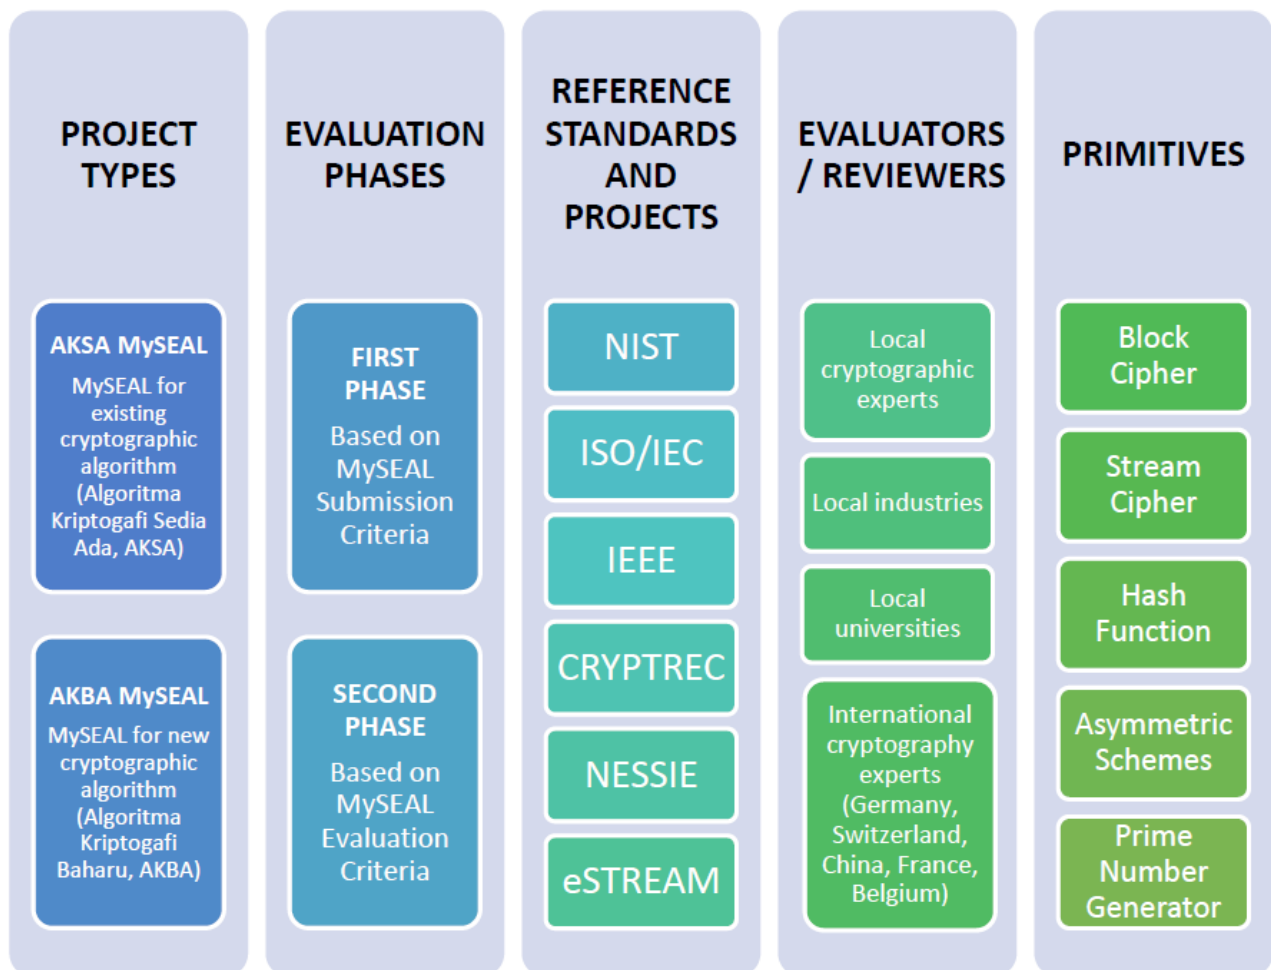 PROJECT
TYPES
AKSA MySEAL
MySEAL for
existing
cryptographic
algorithm
(Algoritma
Kriptogafi Sedia
Ada, AKSA)
AKBA MySEAL
MySEAL for new
cryptographic
algorithm
(Algoritma
Kriptogafi
Baharu, AKBA)
EVALUATION
PHASES
FIRST
PHASE
Based on
MySEAL
Submission
Criteria
SECOND
PHASE
Based on
MySEAL
Evaluation
Criteria
REFERENCE
STANDARDS
AND
PROJECTS
NIST
ISO/IEC
IEEE
CRYPTREC
NESSIE
eSTREAM
EVALUATORS
/ REVIEWERS
Local
cryptographic
experts
Local industries
Local
universities
International
cryptography
experts
(Germany,
Switzerland,
China, France,
Belgium)
PRIMITIVES
Block
Cipher
Stream
Cipher
Hash
Function
Asymmetric
Schemes
Prime
Number
Generator